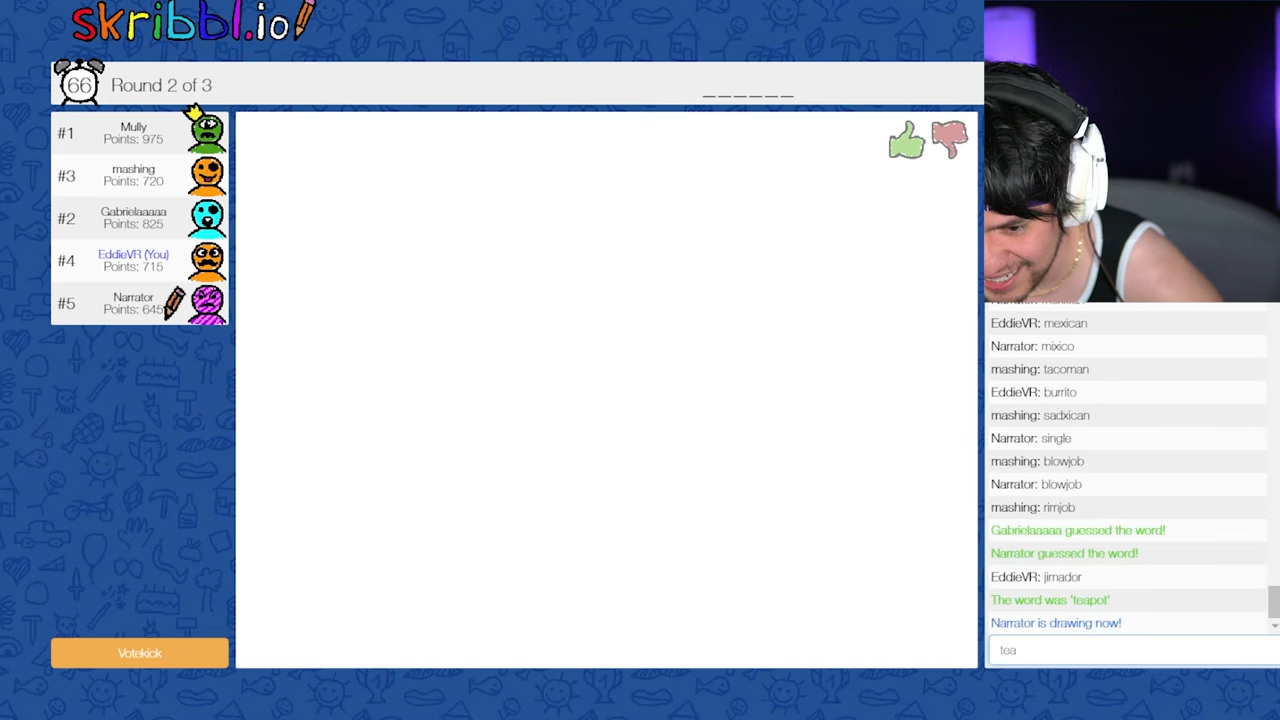 skribbl.io
66
Round 2 of 3
______
#1
Mully
Points: 975
#3
mashing
Points: 720
#2
Gabrielaaaaa
Points: 825
#4
EddieVR (You)
Points: 715
#5
Narrator
Points: 645
Votekick
EddieVR: mexican
Narrator: mixico
mashing: tacoman
EddieVR: burrito
mashing: sadxican
Narrator: single
mashing: blowjob
Narrator: blowjob
mashing: rimjob
Gabrielaaaaa guessed the word!
Narrator guessed the word!
EddieVR: jimador
The word was 'teapot'
Narrator is drawing now!
tea